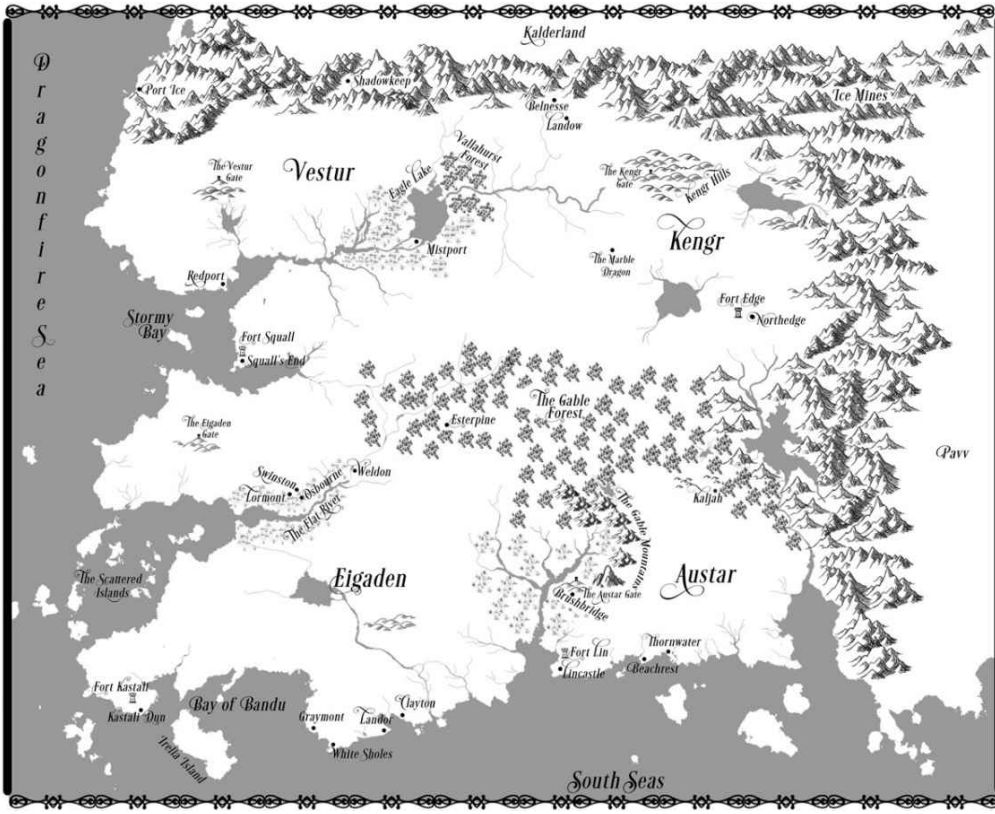 Kalderland
Dragonfire Sea
Port Ice
Shadowkeep
Belnesse
Landow
Ice Mines
The Vestur
Gate
Vestur
Vallahurst
Forest
Eagle Lake
The Kengr
Gate
Kengr Hills
Kengr
Mistport
The Marble
Dragon
Redport
Fort Edge
Northedge
Stormy
Bay
Fort Squall
Squall's End
The Gable
Forest
The Eigaden
Gate
Esterpine
Pavv
Weldon
Swinston
Osbourne
Tormont
The Flat River
Kaljah
The Gable Mountains
The Scattered
Islands
Eigaden
Austar
The Austar Gate
Brushbridge
Thornwater
Fort Lin
Beachrest
Lincastle
Fort Kastali
Kastali Dun
Bay of Bandu
Clayton
Graymont
Landor
White Sholes
Irelia Island
South Seas